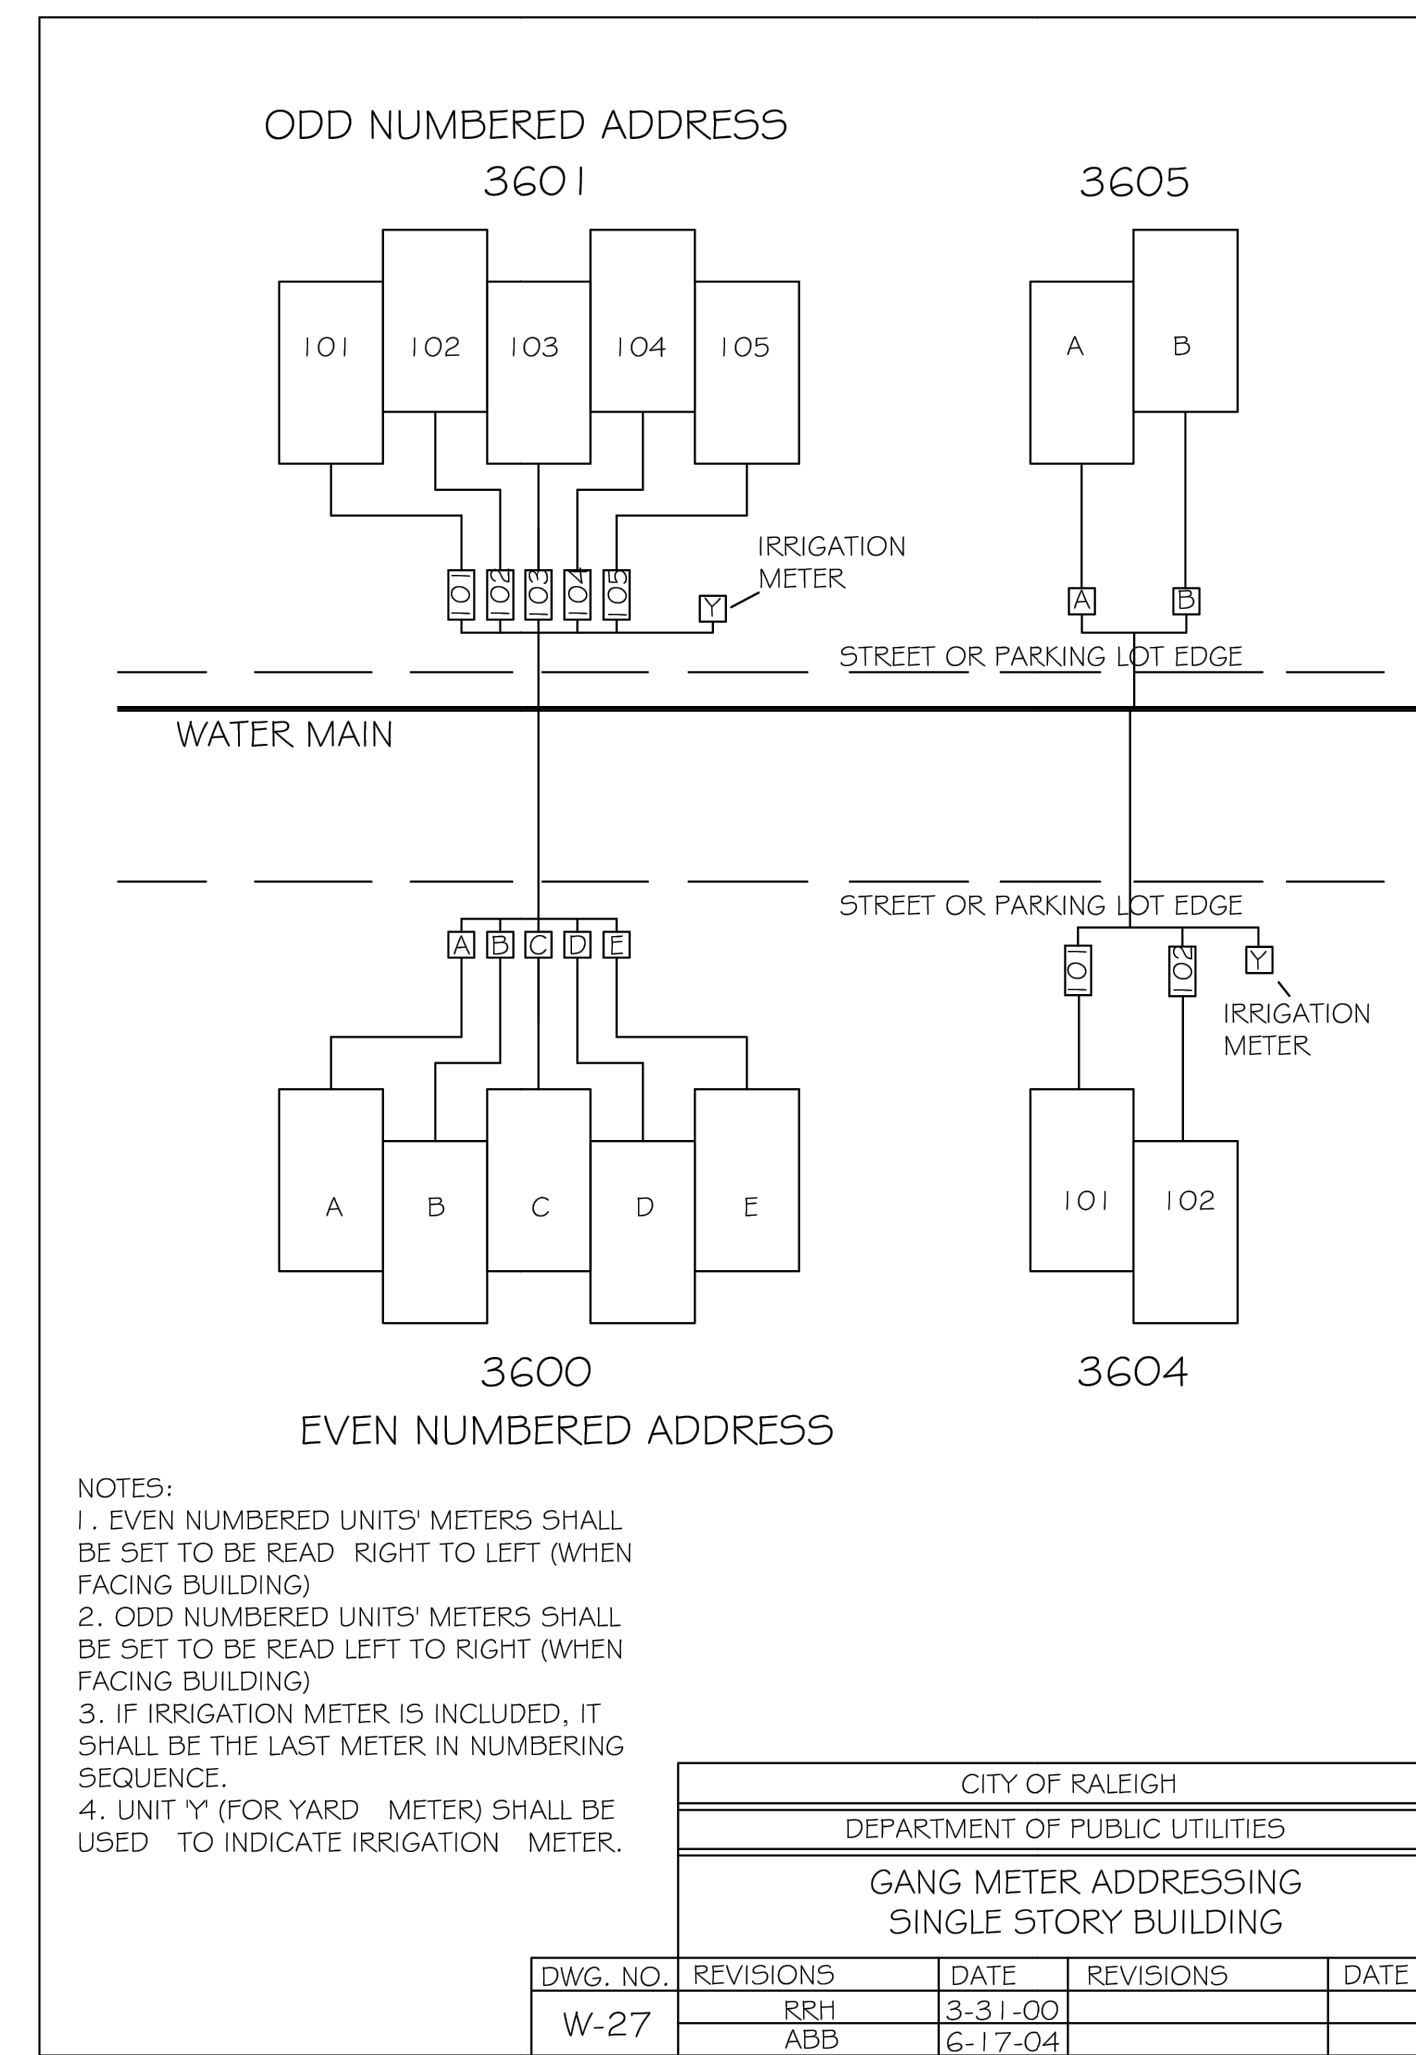 ODD NUMBERED ADDRESS
3601
3605
101 102 103 104 105
A B
IRRIGATION
METER
101 102 103 104 105 Y
A B
STREET OR PARKING LOT EDGE
WATER MAIN
STREET OR PARKING LOT EDGE
A B C D E
101 102 Y
IRRIGATION
METER
A B C D E
101 102
3600
3604
EVEN NUMBERED ADDRESS
NOTES:
1. EVEN NUMBERED UNITS' METERS SHALL
BE SET TO BE READ RIGHT TO LEFT (WHEN
FACING BUILDING)
2. ODD NUMBERED UNITS' METERS SHALL
BE SET TO BE READ LEFT TO RIGHT (WHEN
FACING BUILDING)
3. IF IRRIGATION METER IS INCLUDED, IT
SHALL BE THE LAST METER IN NUMBERING
SEQUENCE.
4. UNIT 'Y' (FOR YARD METER) SHALL BE
USED TO INDICATE IRRIGATION METER.
CITY OF RALEIGH
DEPARTMENT OF PUBLIC UTILITIES
GANG METER ADDRESSING
SINGLE STORY BUILDING
DWG. NO. REVISIONS DATE REVISIONS DATE
W-27
RRH 3-31-00
ABB 6-17-04